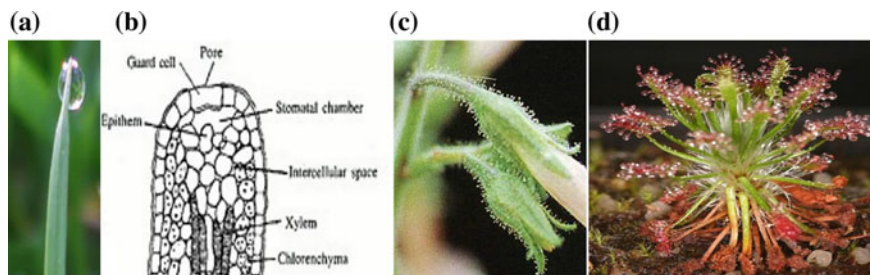 (a) (b) (c) (d)
Pore
Guard cell
Stomatal chamber
Epithem
Intercellular space
Xylem
Chlorenchyma